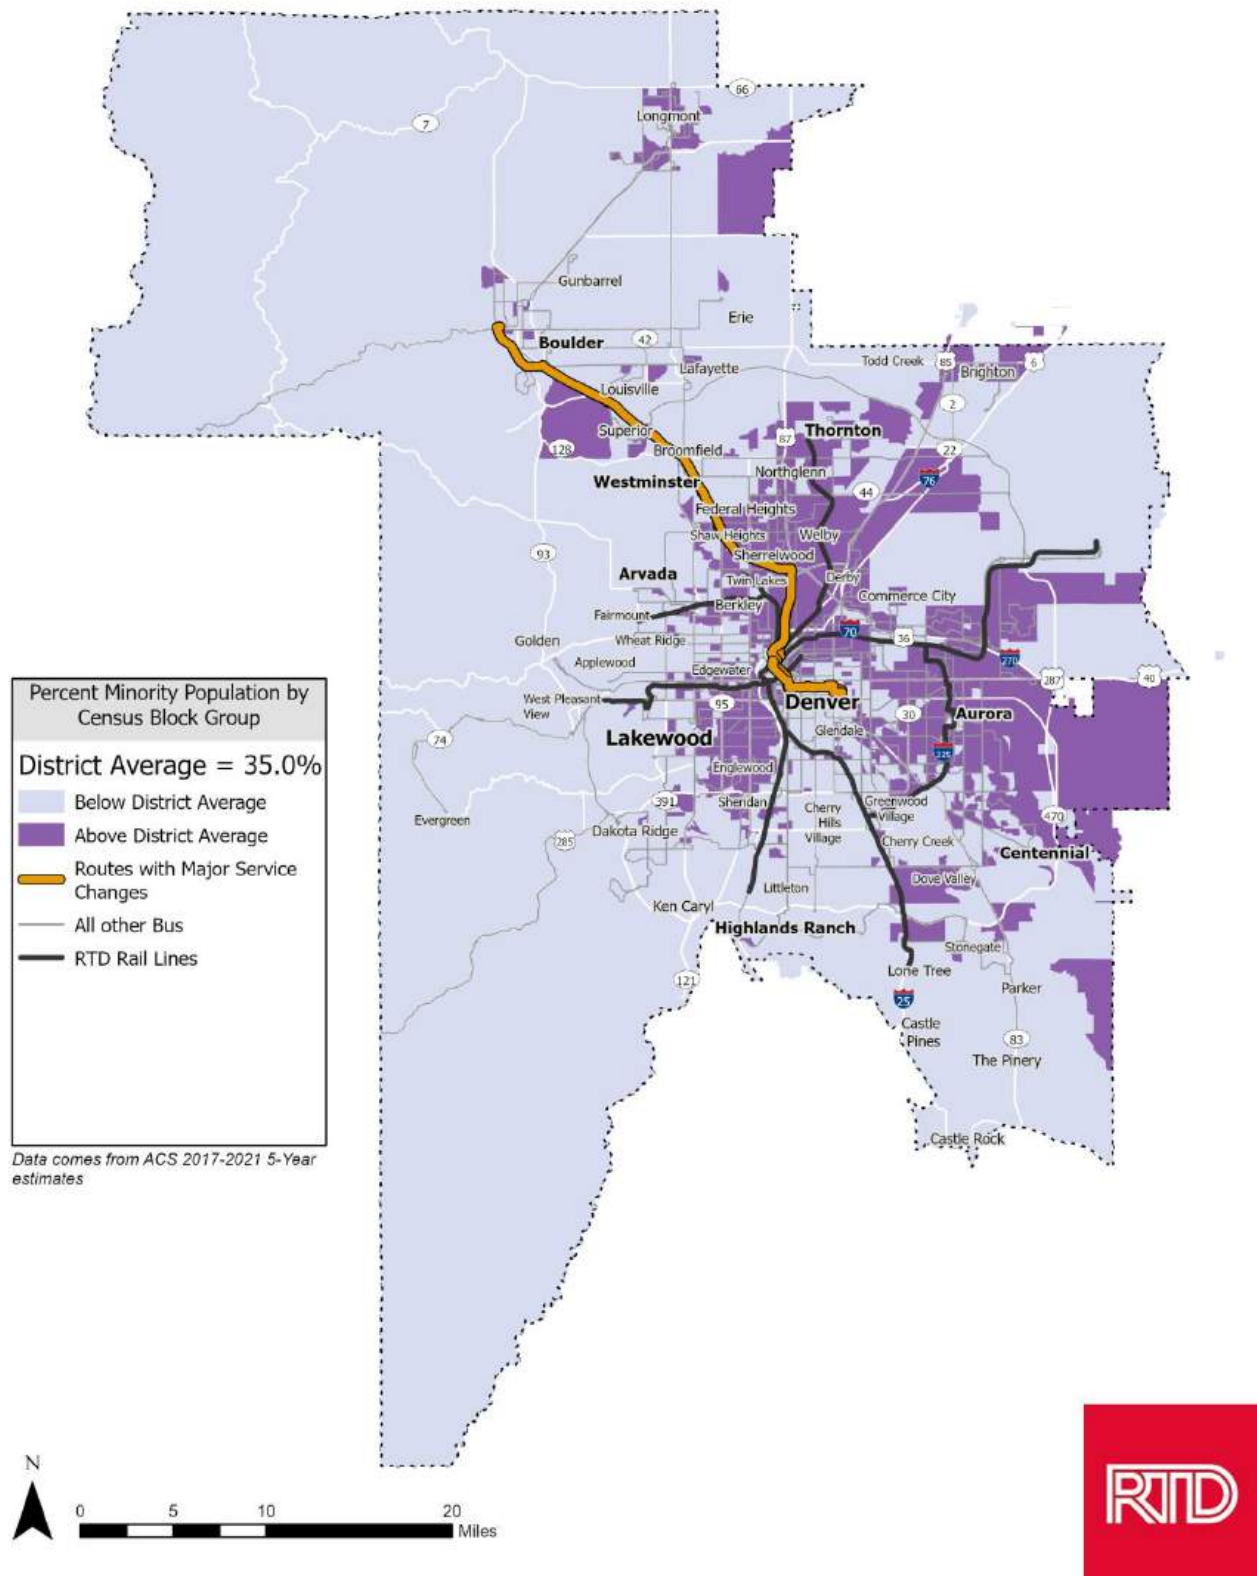 66
Longmont
7
Gunbarrel
Erie
Boulder
42
Lafayette
Todd Creek
85
Brighton
6
Louisville
2
Superior
Thornton
87
128
Broomfield
22
Northglenn
76
Westminster
44
Federal Heights
Shaw Heights
Welby
93
Sherrelwood
Arvada
Twin Lakes
Derby
Commerce City
Berkley
Fairmount
70
36
Golden
Wheat Ridge
Applewood
Edgewater
270
287
40
West Pleasant
View
95
Denver
30
Aurora
74
Lakewood
Glendale
225
Englewood
391
Sheridan
Cherry
Hills
Village
Greenwood
Village
470
Evergreen
285
Dakota Ridge
Cherry Creek
Centennial
Dove Valley
Littleton
Ken Caryl
Highlands Ranch
Stonegate
Lone Tree
121
25
Parker
Castle
Pines
83
The Pinery
Castle Rock
Percent Minority Population by
Census Block Group
District Average = 35.0%
Below District Average
Above District Average
Routes with Major Service
Changes
All other Bus
RTD Rail Lines
Data comes from ACS 2017-2021 5-Year
estimates
N
0 5 10 20
Miles
RTD